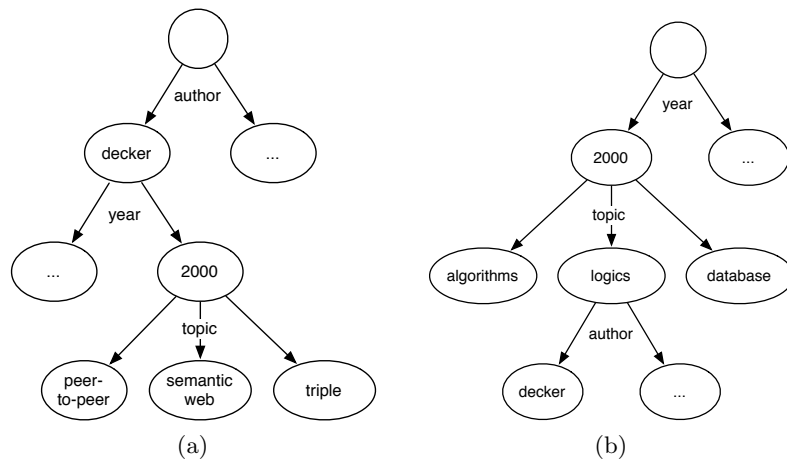 author
decker
...
year
...
2000
topic
peer-
to-peer
semantic
web
triple
(a)
year
2000
...
topic
algorithms
logics
database
author
decker
...
(b)